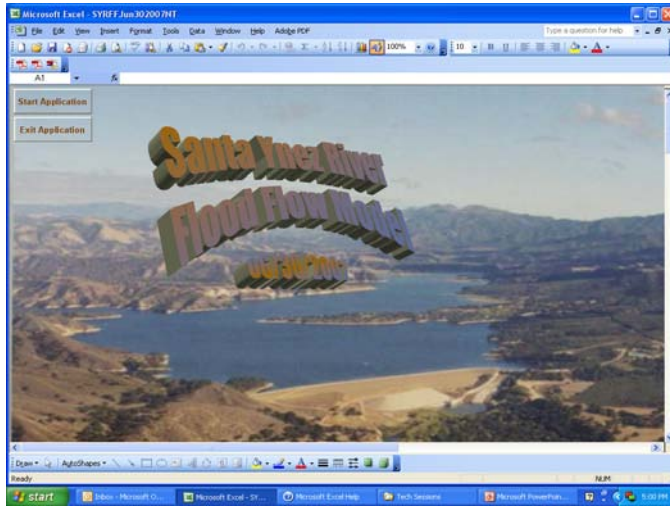 Microsoft Excel - SYRFF.Jun302007NT
File Edit View Insert Format Tools Data Window Help Adobe PDF
Type a question for help
100%
10
A1
fx
Start Application
Exit Application
Santa Ynez River
Flood Flow Model
Draw AutoShapes
Ready
NUM
start
Inbox - Microsoft O...
Microsoft Excel - SY...
Microsoft Excel Help
Tech Sessions
Microsoft PowerPoin...
5:00 PM